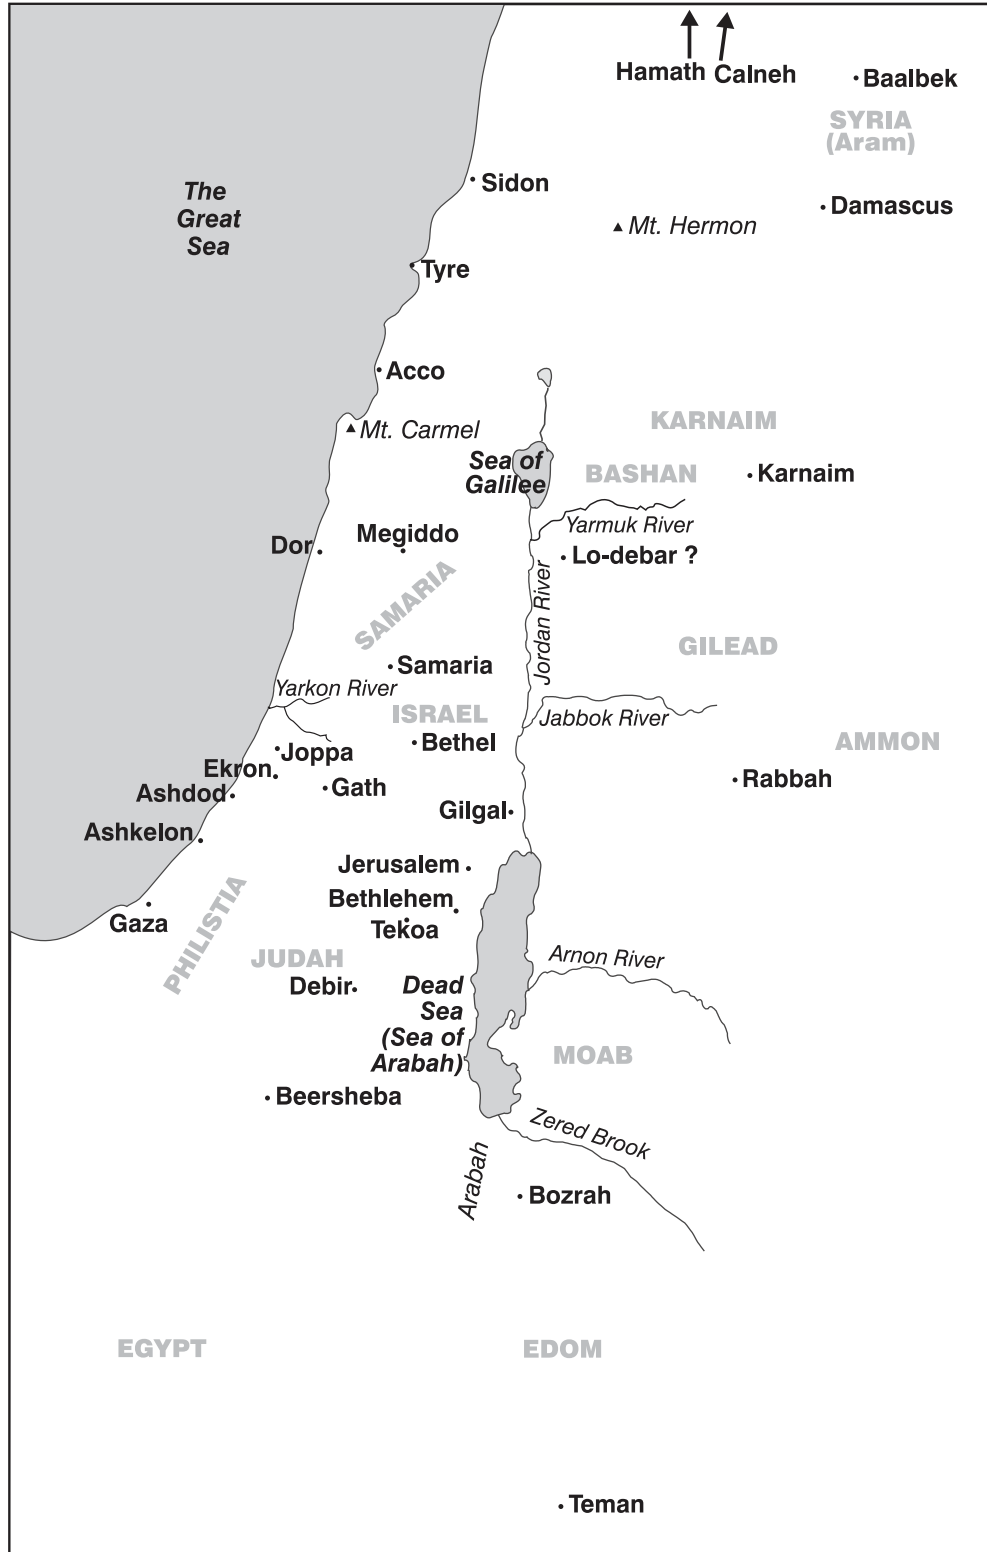 Hamath Calneh
Baalbek
SYRIA
(Aram)
The
Great
Sea
Sidon
Damascus
Mt. Hermon
Tyre
Acco
KARNAIM
Mt. Carmel
Sea of
Galilee
BASHAN
Karnaim
Yarmuk River
Megiddo
Dor
Lo-debar ?
SAMARIA
Jordan River
GILEAD
Samaria
Yarkon River
ISRAEL
Jabbok River
Bethel
AMMON
Joppa
Ekron
Rabbah
Gath
Ashdod
Gilgal
Ashkelon
Jerusalem
Bethlehem
Gaza
Tekoa
PHILISTIA
JUDAH
Arnon River
Debir
Dead
Sea
(Sea of
Arabah)
MOAB
Beersheba
Zered Brook
Arabah
Bozrah
EGYPT
EDOM
Teman